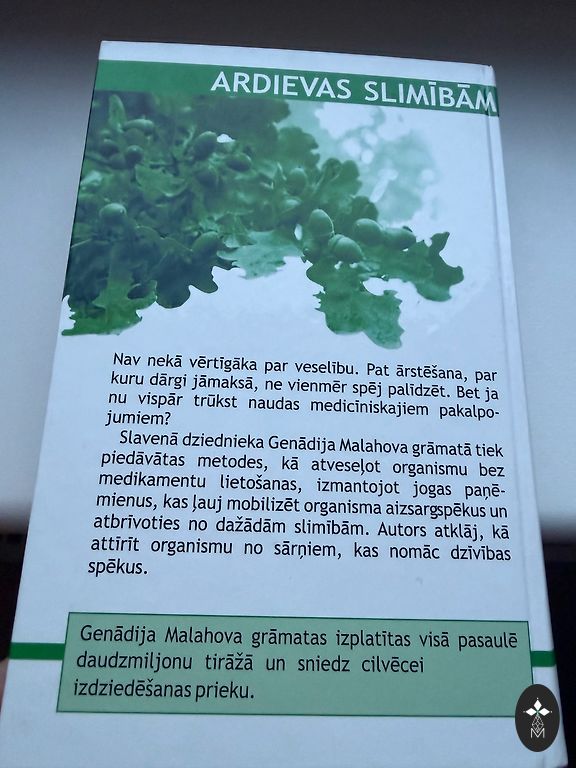 ARDIEVAS SLIMĪBĀM
Nav nekā vērtīgāka par veselību. Pat ārstēšana, par
kuru dārgi jāmaksā, ne vienmēr spēj palīdzēt. Bet ja
nu vispār trūkst naudas medicīniskajiem pakalpo-
jumiem?
Slavenā dziednieka Genādija Malahova grāmatā tiek
piedāvātas metodes, kā atveseļot organismu bez
medikamentu lietošanas, izmantojot jogas paņē-
mienus, kas ļauj mobilizēt organisma aizsargspēkus un
atbrīvoties no dažādām slimībām. Autors atklāj, kā
attīrīt organismu no sārņiem, kas nomāc dzīvības
spēkus.
Genādija Malahova grāmatas izplatītas visā pasaulē
daudzmiljonu tirāžā un sniedz cilvēcei
izdziedēšanas prieku.
M